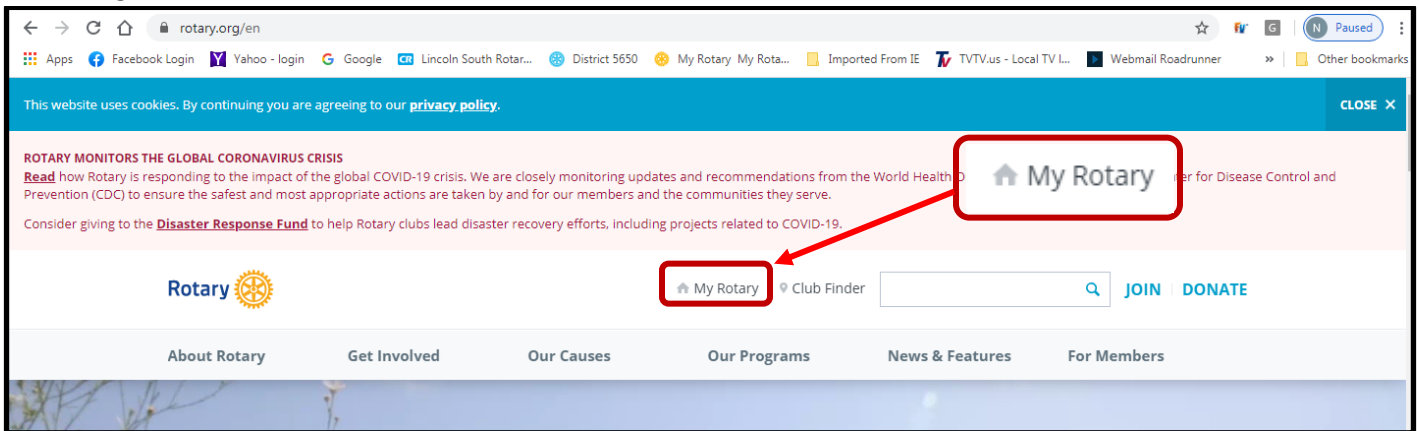 rotary.org/en
G
N Paused
Apps Facebook Login Yahoo - login Google CR Lincoln South Rotar... District 5650 My Rotary My Rota... Imported From IE TVTV.us - Local TV l... Webmail Roadrunner » Other bookmarks
This website uses cookies. By continuing you are agreeing to our privacy policy. CLOSE ×
ROTARY MONITORS THE GLOBAL CORONAVIRUS CRISIS
Read how Rotary is responding to the impact of the global COVID-19 crisis. We are closely monitoring updates and recommendations from the World Health for Disease Control and
Prevention (CDC) to ensure the safest and most appropriate actions are taken by and for our members and the communities they serve.
My Rotary
Consider giving to the Disaster Response Fund to help Rotary clubs lead disaster recovery efforts, including projects related to COVID-19.
Rotary My Rotary Club Finder JOIN DONATE
About Rotary Get Involved Our Causes Our Programs News & Features For Members